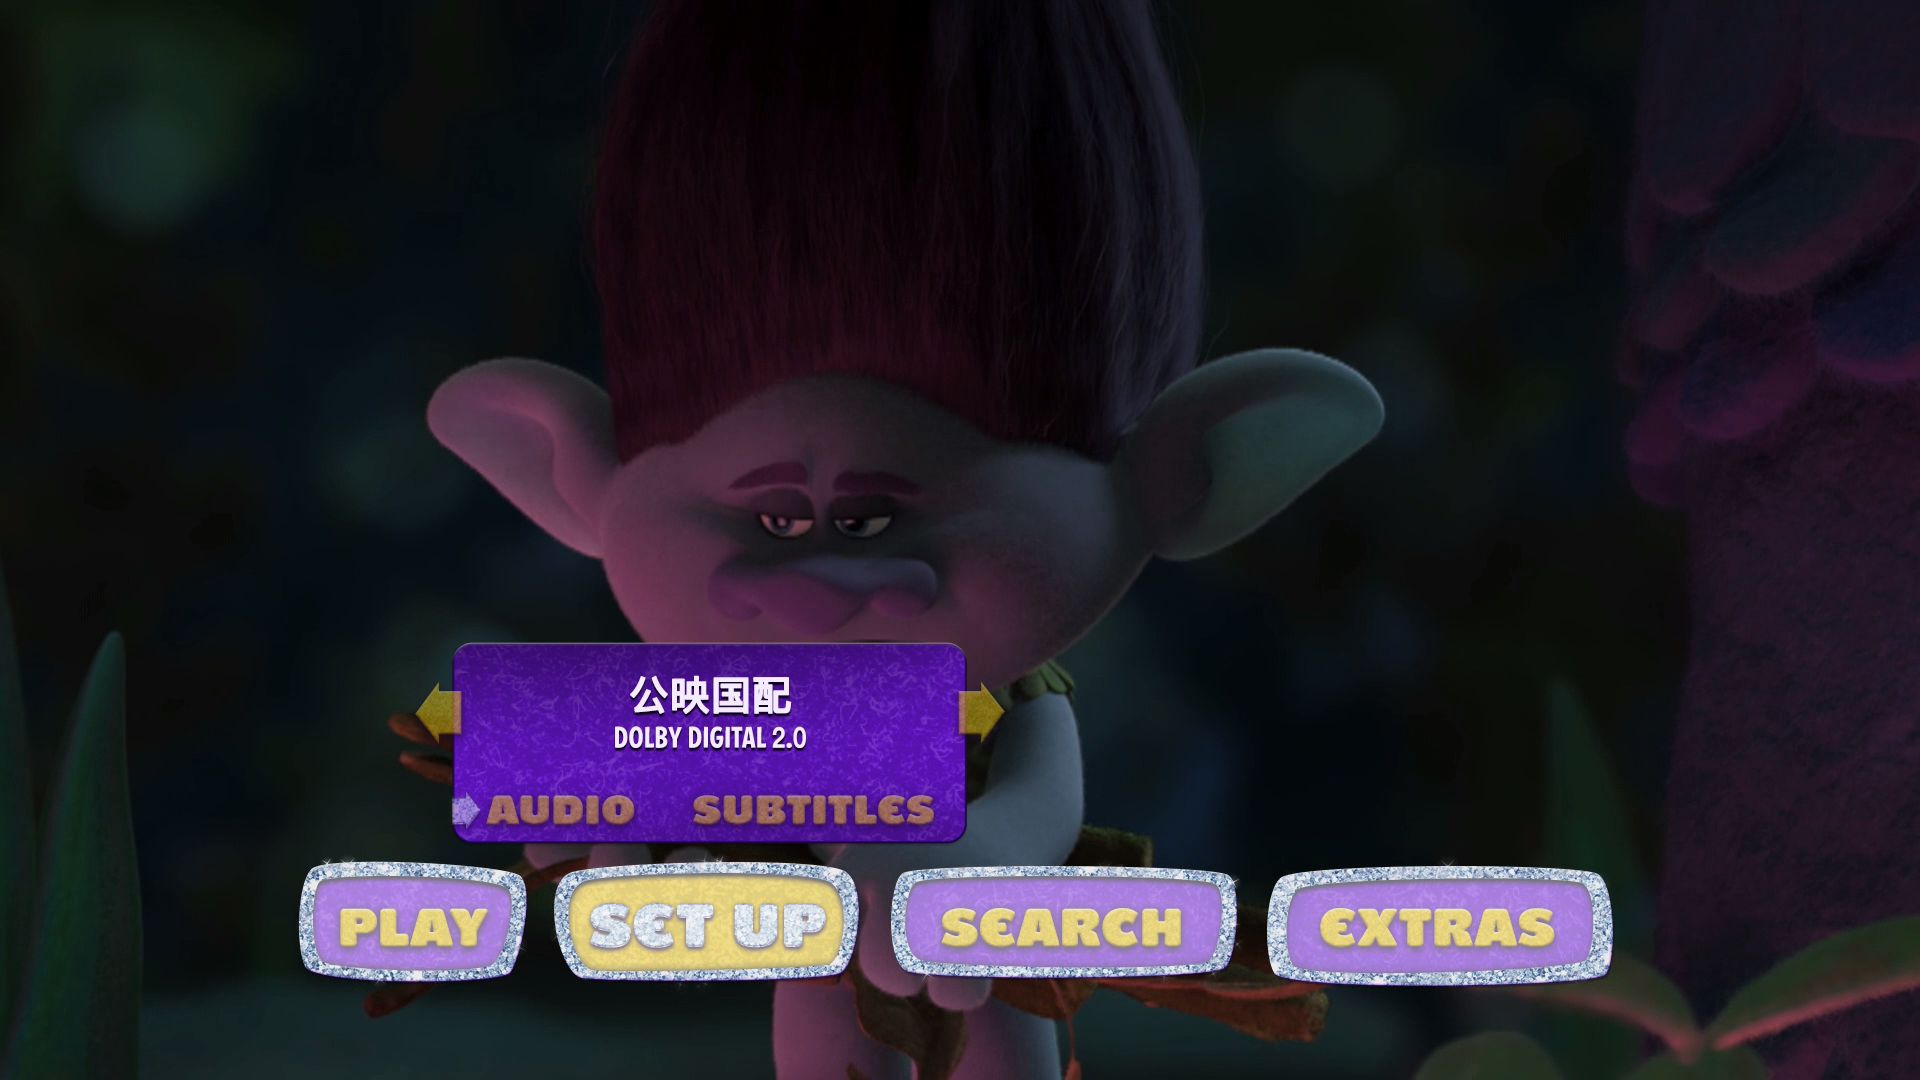 公映国配
DOLBY DIGITAL 2.0
AUDIO SUBTITLES
PLAY SET UP SEARCH EXTRAS